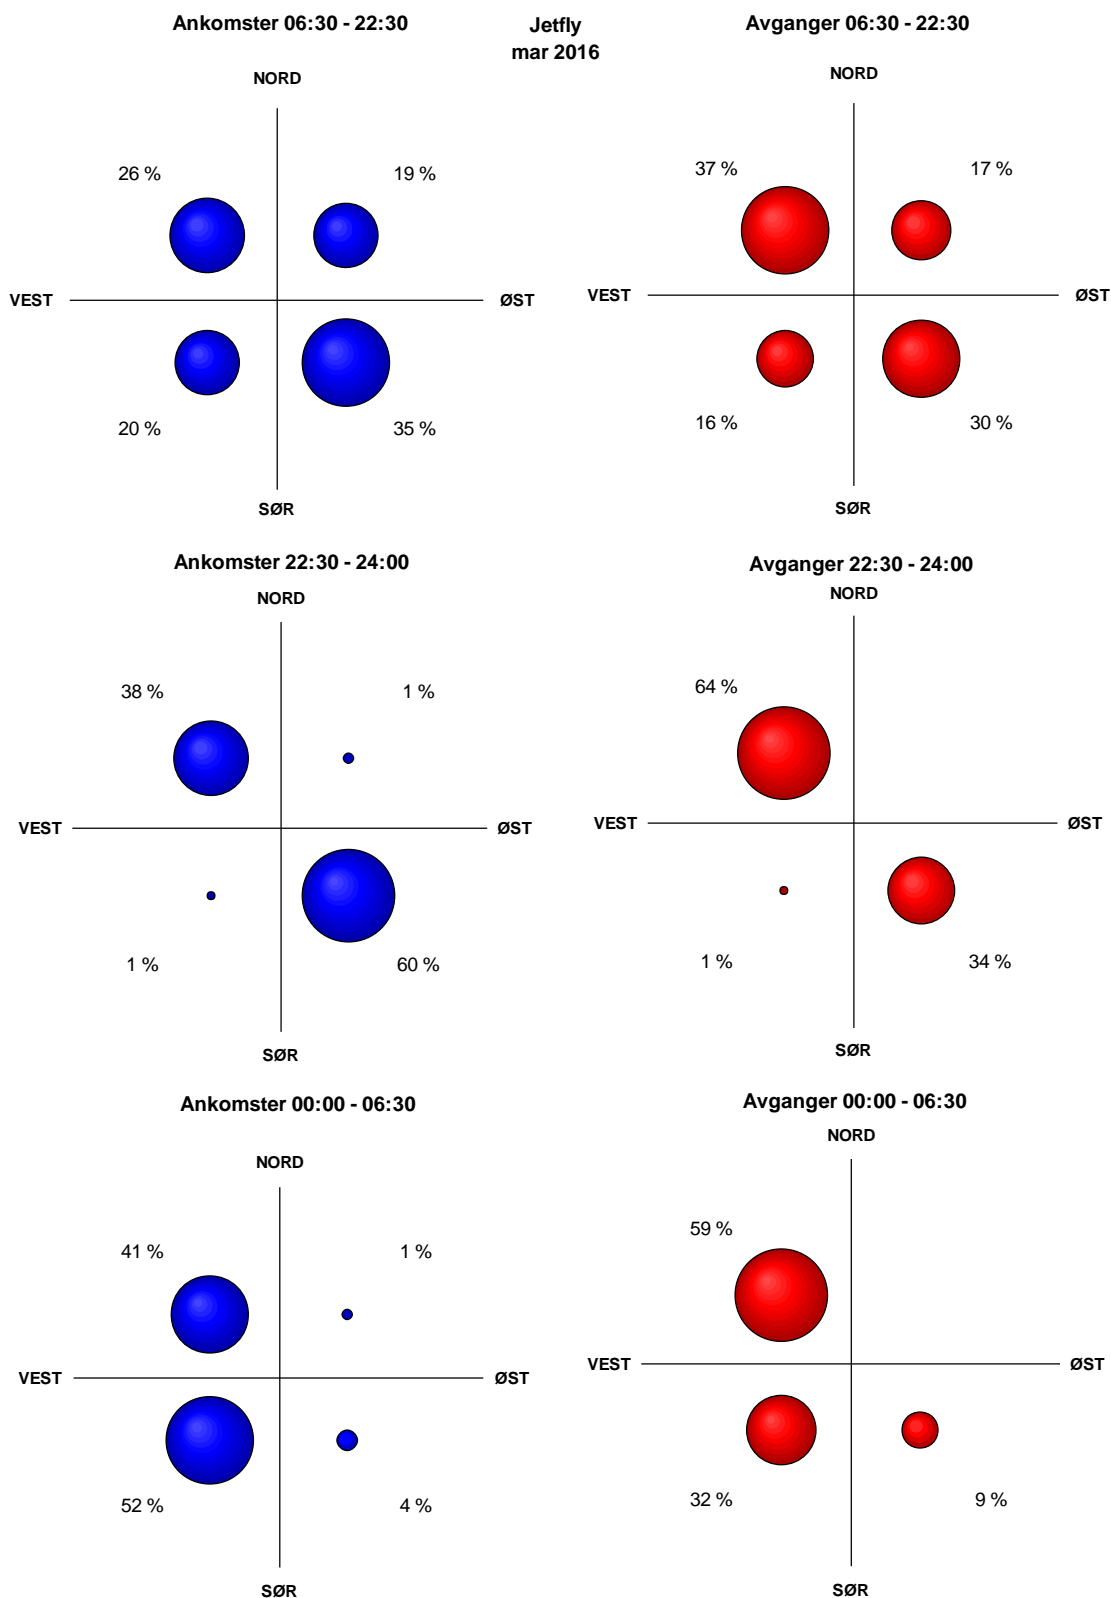 Ankomster 06:30 - 22:30
Jetfly
mar 2016
Avganger 06:30 - 22:30
NORD
26 %
19 %
VEST
ØST
20 %
35 %
SØR
NORD
37 %
17 %
VEST
ØST
16 %
30 %
SØR
Ankomster 22:30 - 24:00
NORD
38 %
1 %
VEST
ØST
1 %
60 %
SØR
Avganger 22:30 - 24:00
NORD
64 %
VEST
ØST
1 %
34 %
SØR
Ankomster 00:00 - 06:30
NORD
41 %
1 %
VEST
ØST
52 %
4 %
SØR
Avganger 00:00 - 06:30
NORD
59 %
VEST
ØST
32 %
9 %
SØR